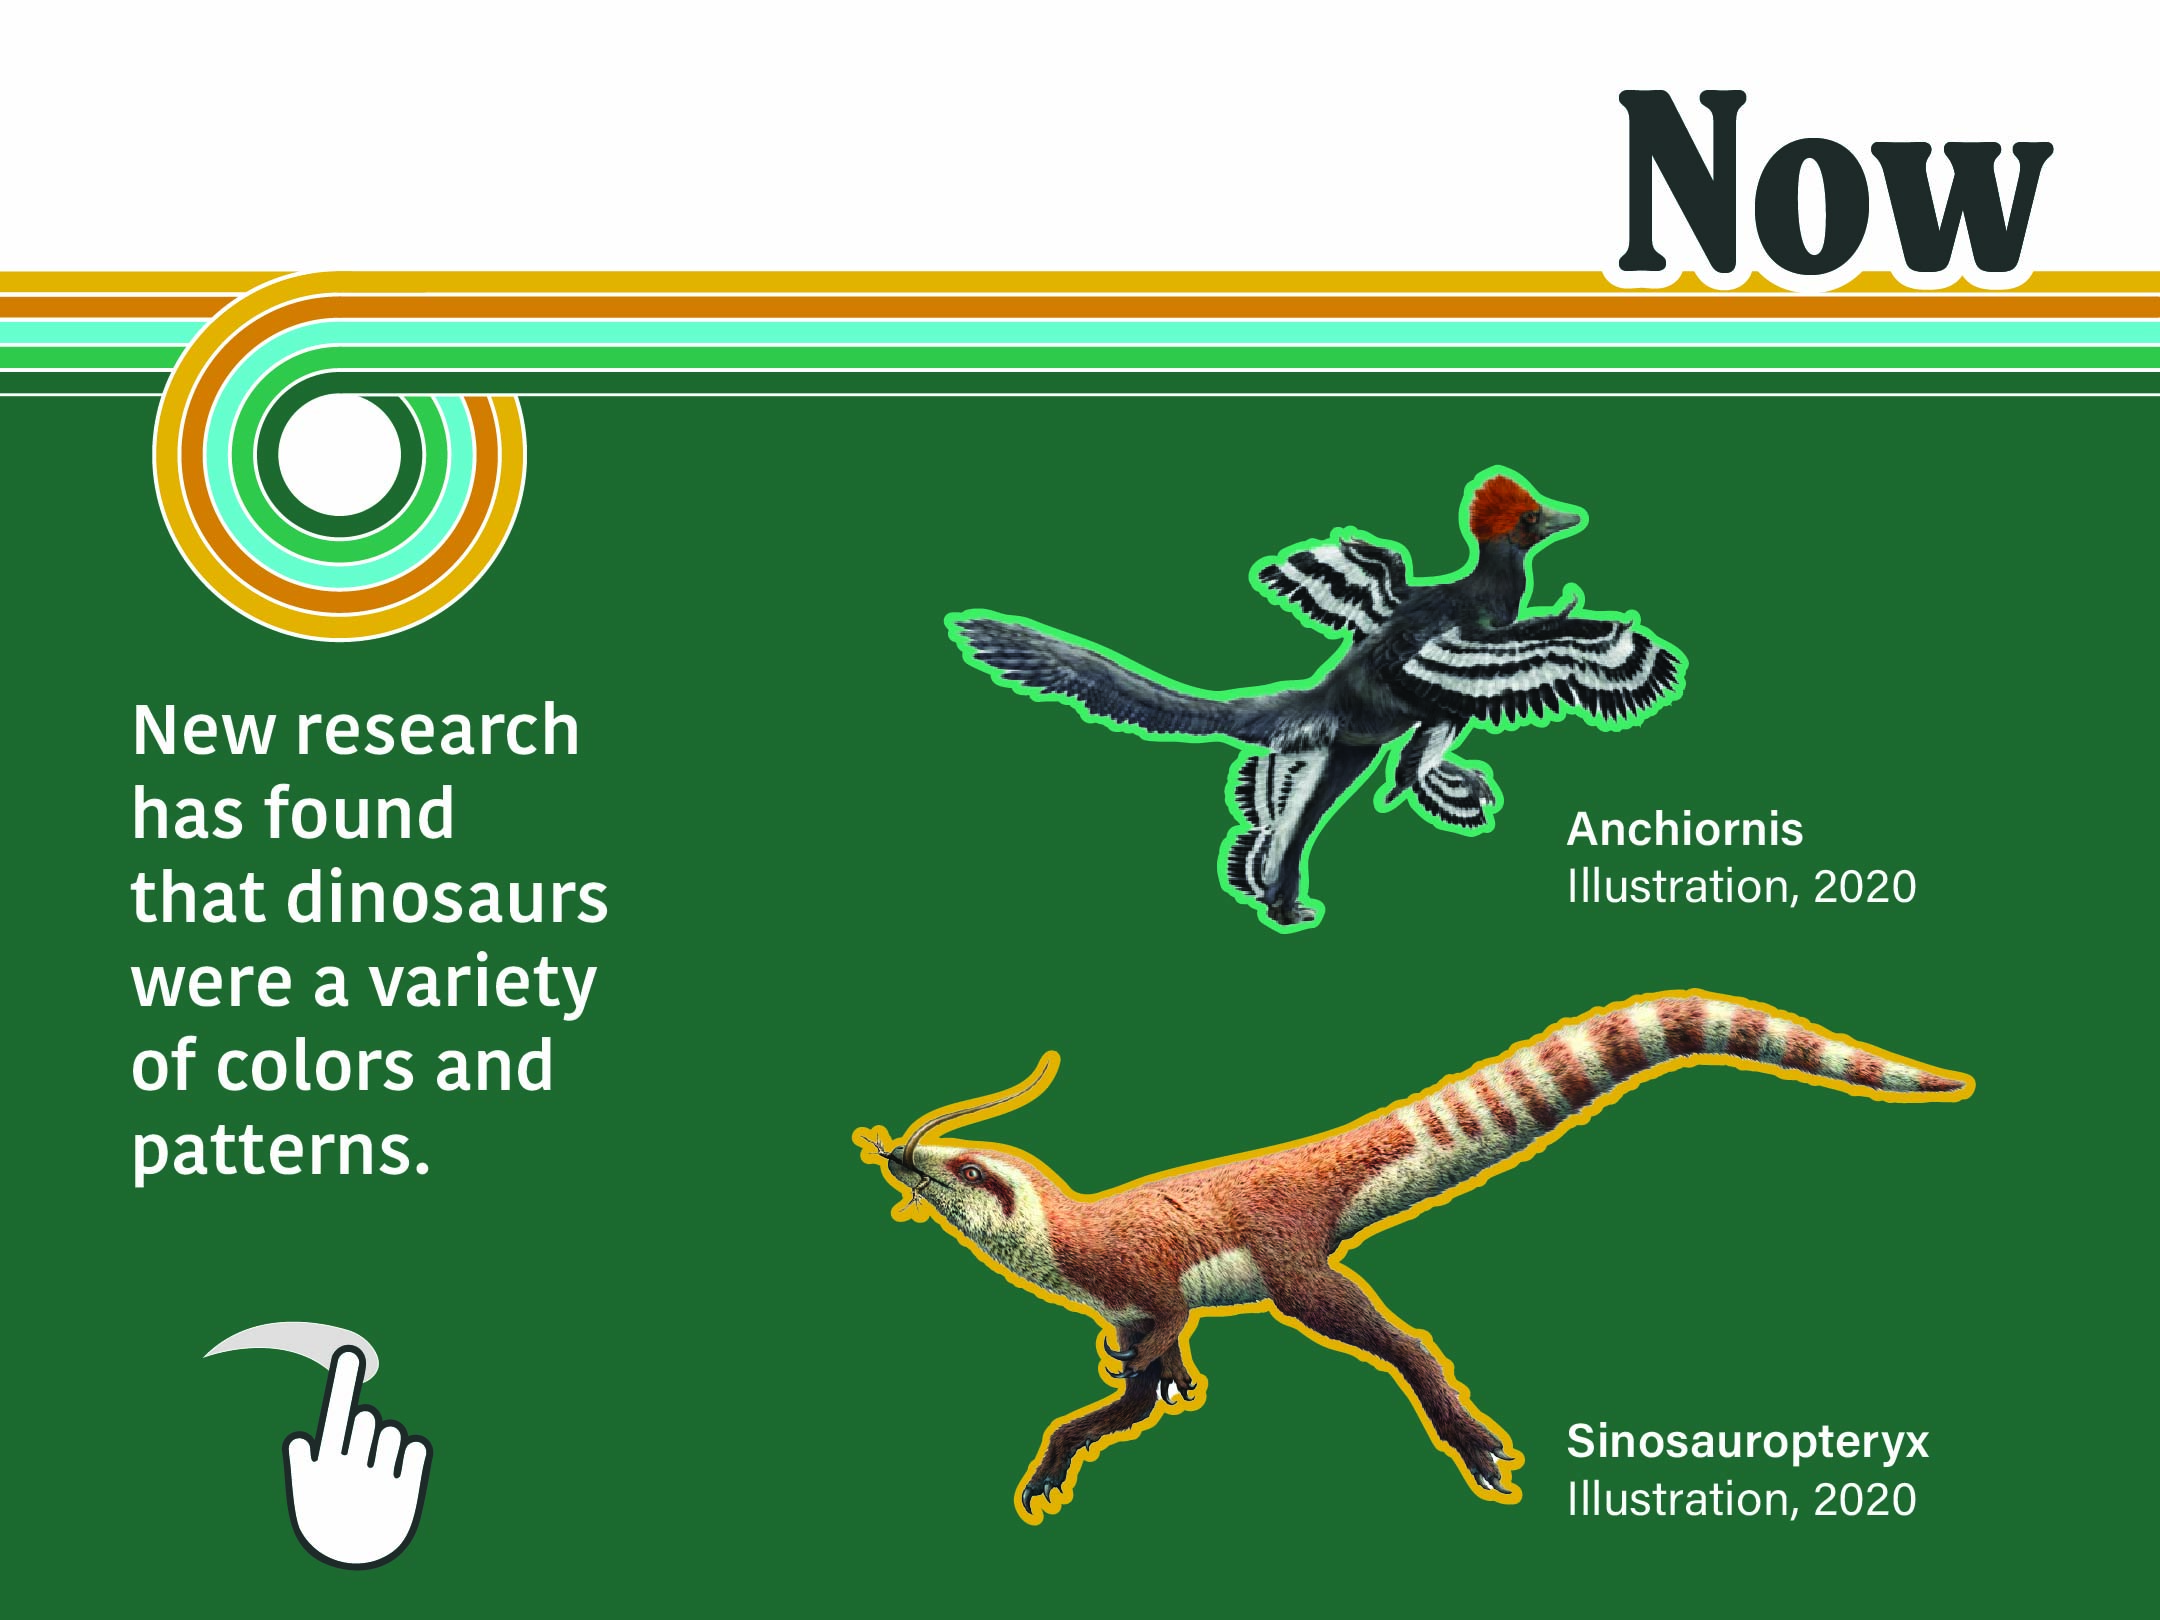 Now
New research
has found
that dinosaurs
were a variety
of colors and
patterns.
Anchiornis
Illustration, 2020
Sinosauropteryx
Illustration, 2020